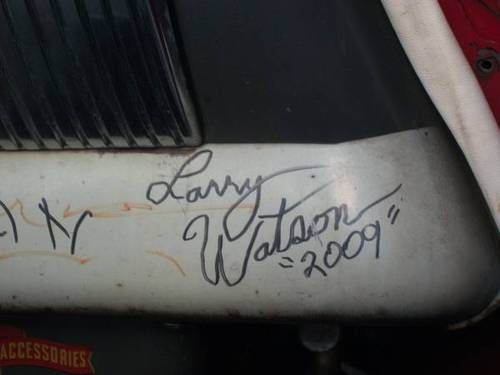 Larry
Watson
"2009"
ACCESSORIES